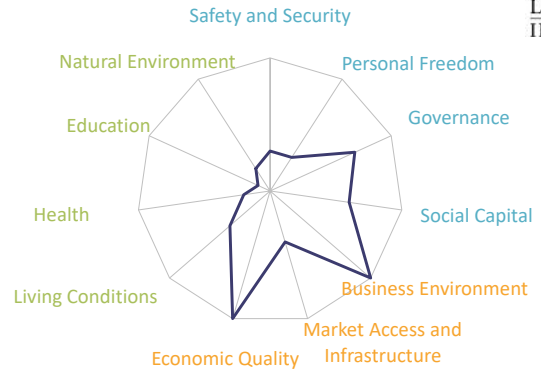 Safety and Security
Natural Environment
Personal Freedom
Education
Governance
Health
Social Capital
Living Conditions
Business Environment
Economic Quality
Market Access and
Infrastructure